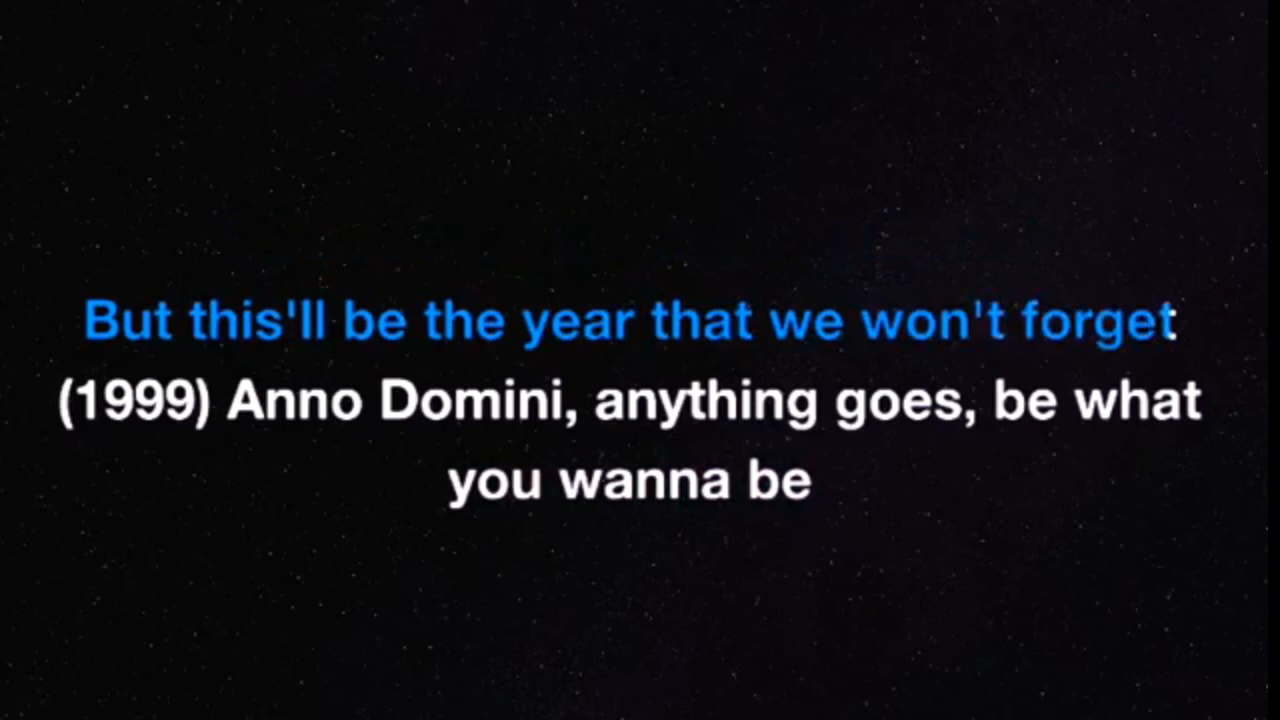 But this'll be the year that we won't forget
(1999) Anno Domini, anything goes, be what
you wanna be